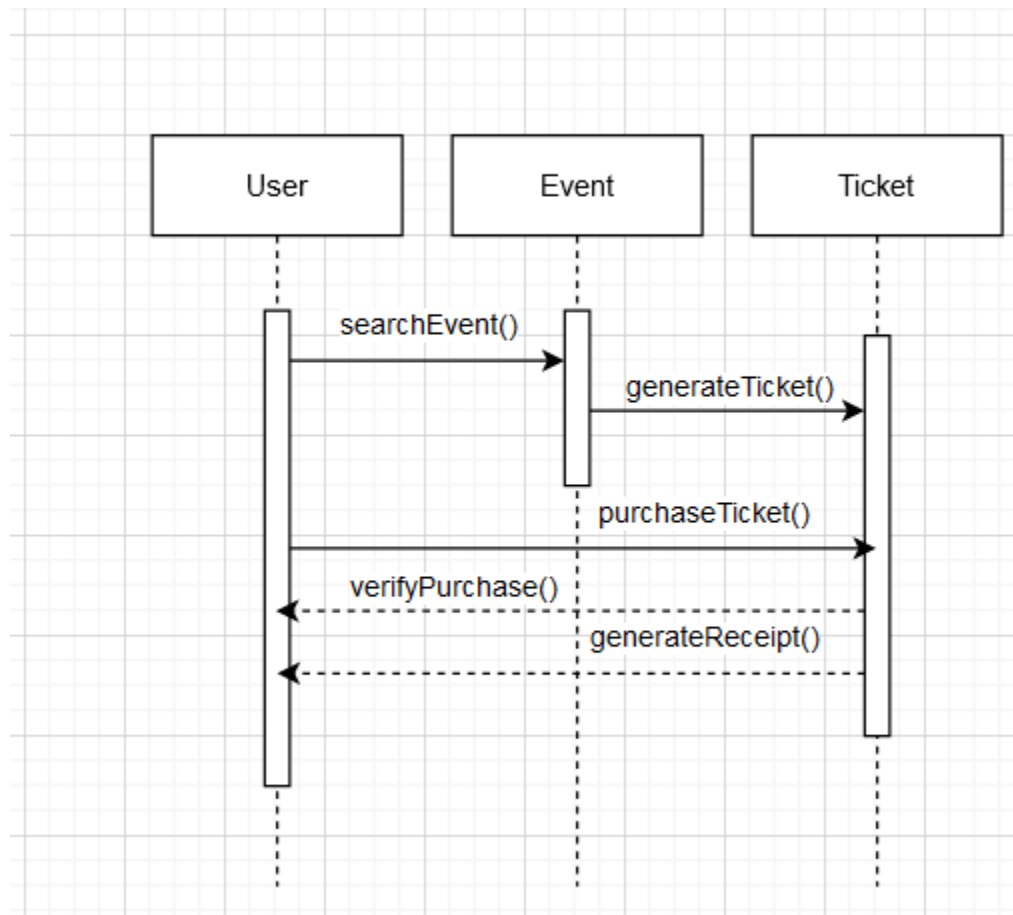 User
Event
Ticket
searchEvent()
generateTicket()
purchaseTicket()
verifyPurchase()
generateReceipt()